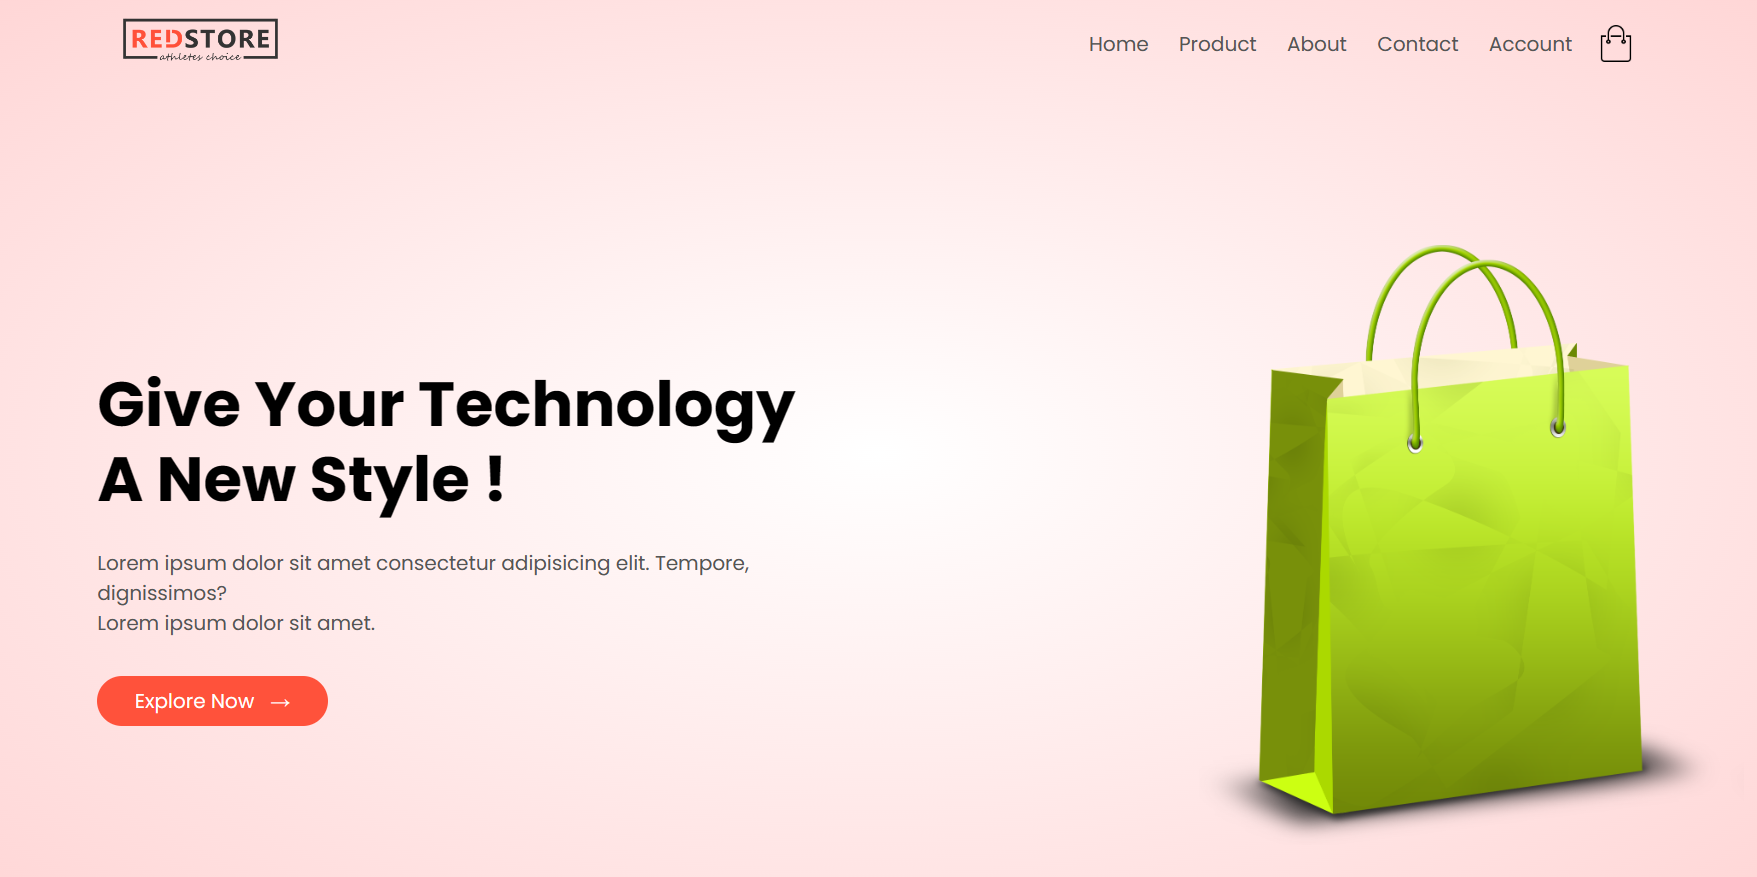 REDSTORE
athletes choice
Home Product About Contact Account
Give Your Technology
A New Style !
Lorem ipsum dolor sit amet consectetur adipisicing elit. Tempore,
dignissimos?
Lorem ipsum dolor sit amet.
Explore Now →